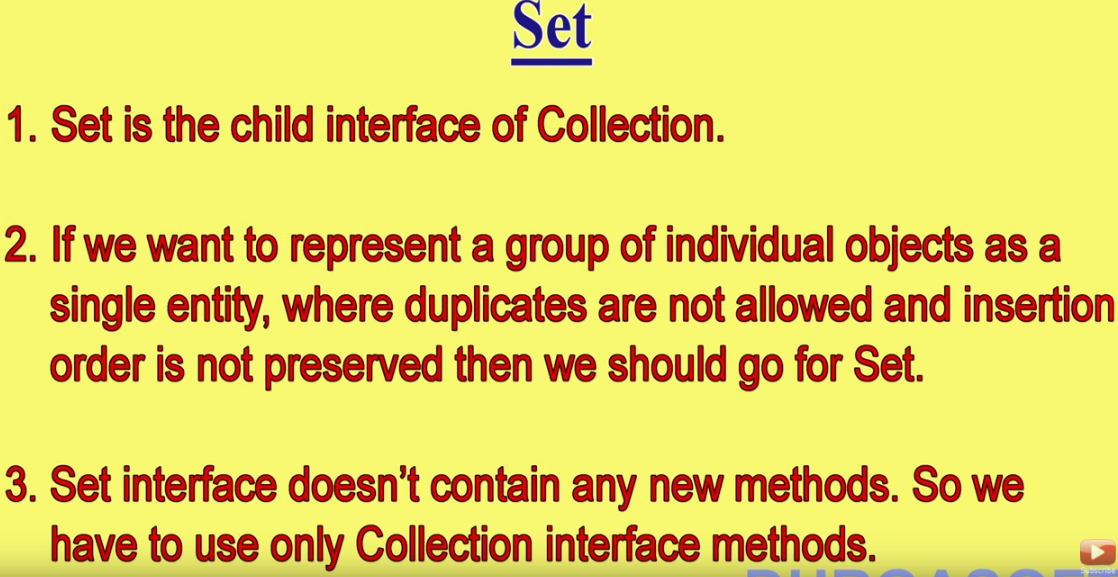 Set
1. Set is the child interface of Collection.
2. If we want to represent a group of individual objects as a
single entity, where duplicates are not allowed and insertion
order is not preserved then we should go for Set.
3. Set interface doesn't contain any new methods. So we
have to use only Collection interface methods.